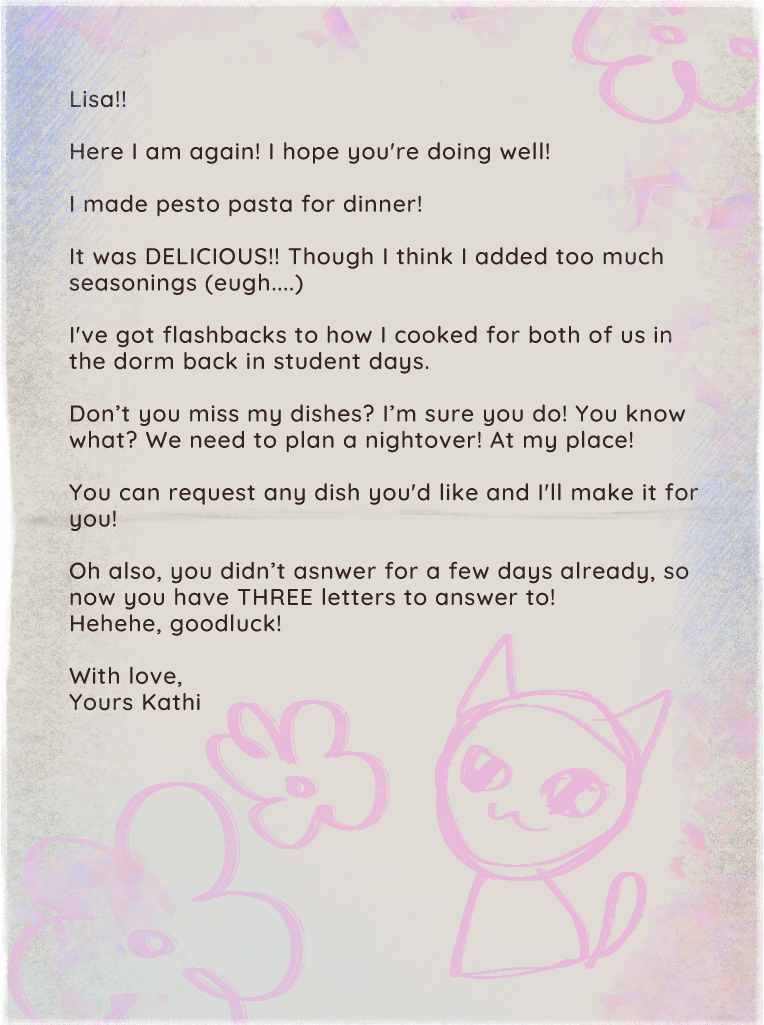 Lisa!!
Here I am again! I hope you're doing well!
I made pesto pasta for dinner!
It was DELICIOUS!! Though I think I added too much
seasonings (eugh....)
I've got flashbacks to how I cooked for both of us in
the dorm back in student days.
Don’t you miss my dishes? I’m sure you do! You know
what? We need to plan a nightover! At my place!
You can request any dish you'd like and I'll make it for
you!
Oh also, you didn’t asnwer for a few days already, so
now you have THREE letters to answer to!
Hehehe, goodluck!
With love,
Yours Kathi